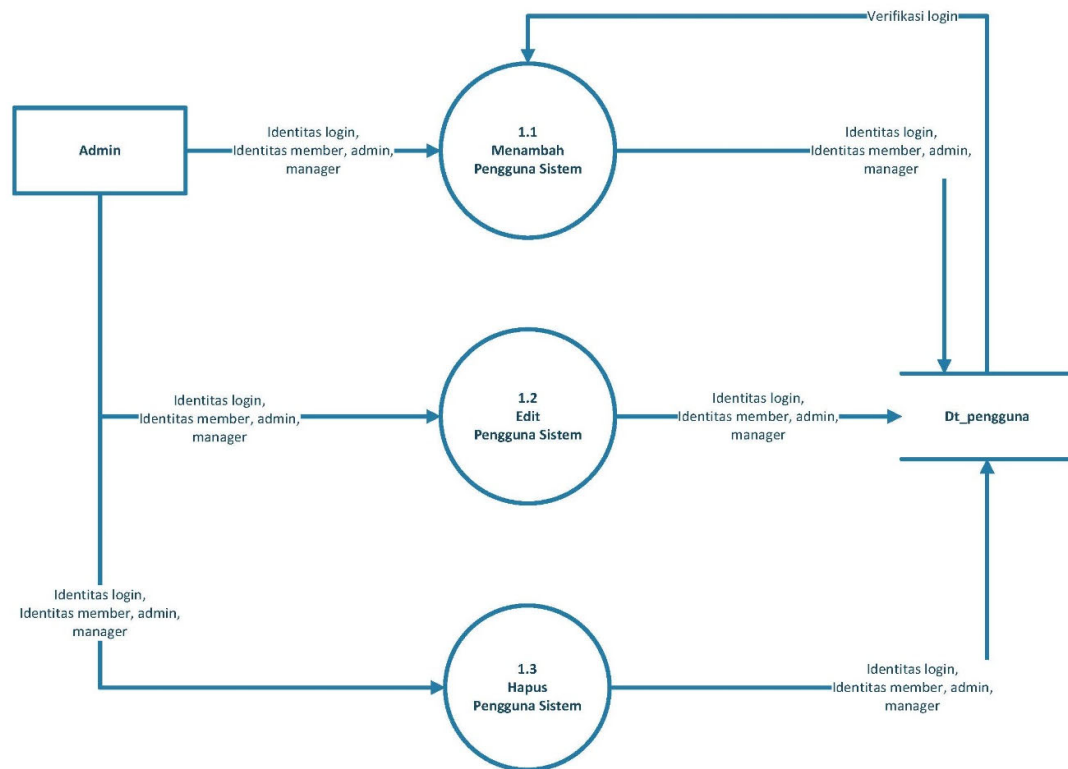 Verifikasi login
Admin
Identitas login,
Identitas member, admin,
manager
1.1
Menambah
Pengguna Sistem
Identitas login,
Identitas member, admin,
manager
Identitas login,
Identitas member, admin,
manager
1.2
Edit
Pengguna Sistem
Identitas login,
Identitas member, admin,
manager
Dt_pengguna
Identitas login,
Identitas member, admin,
manager
1.3
Hapus
Pengguna Sistem
Identitas login,
Identitas member, admin,
manager